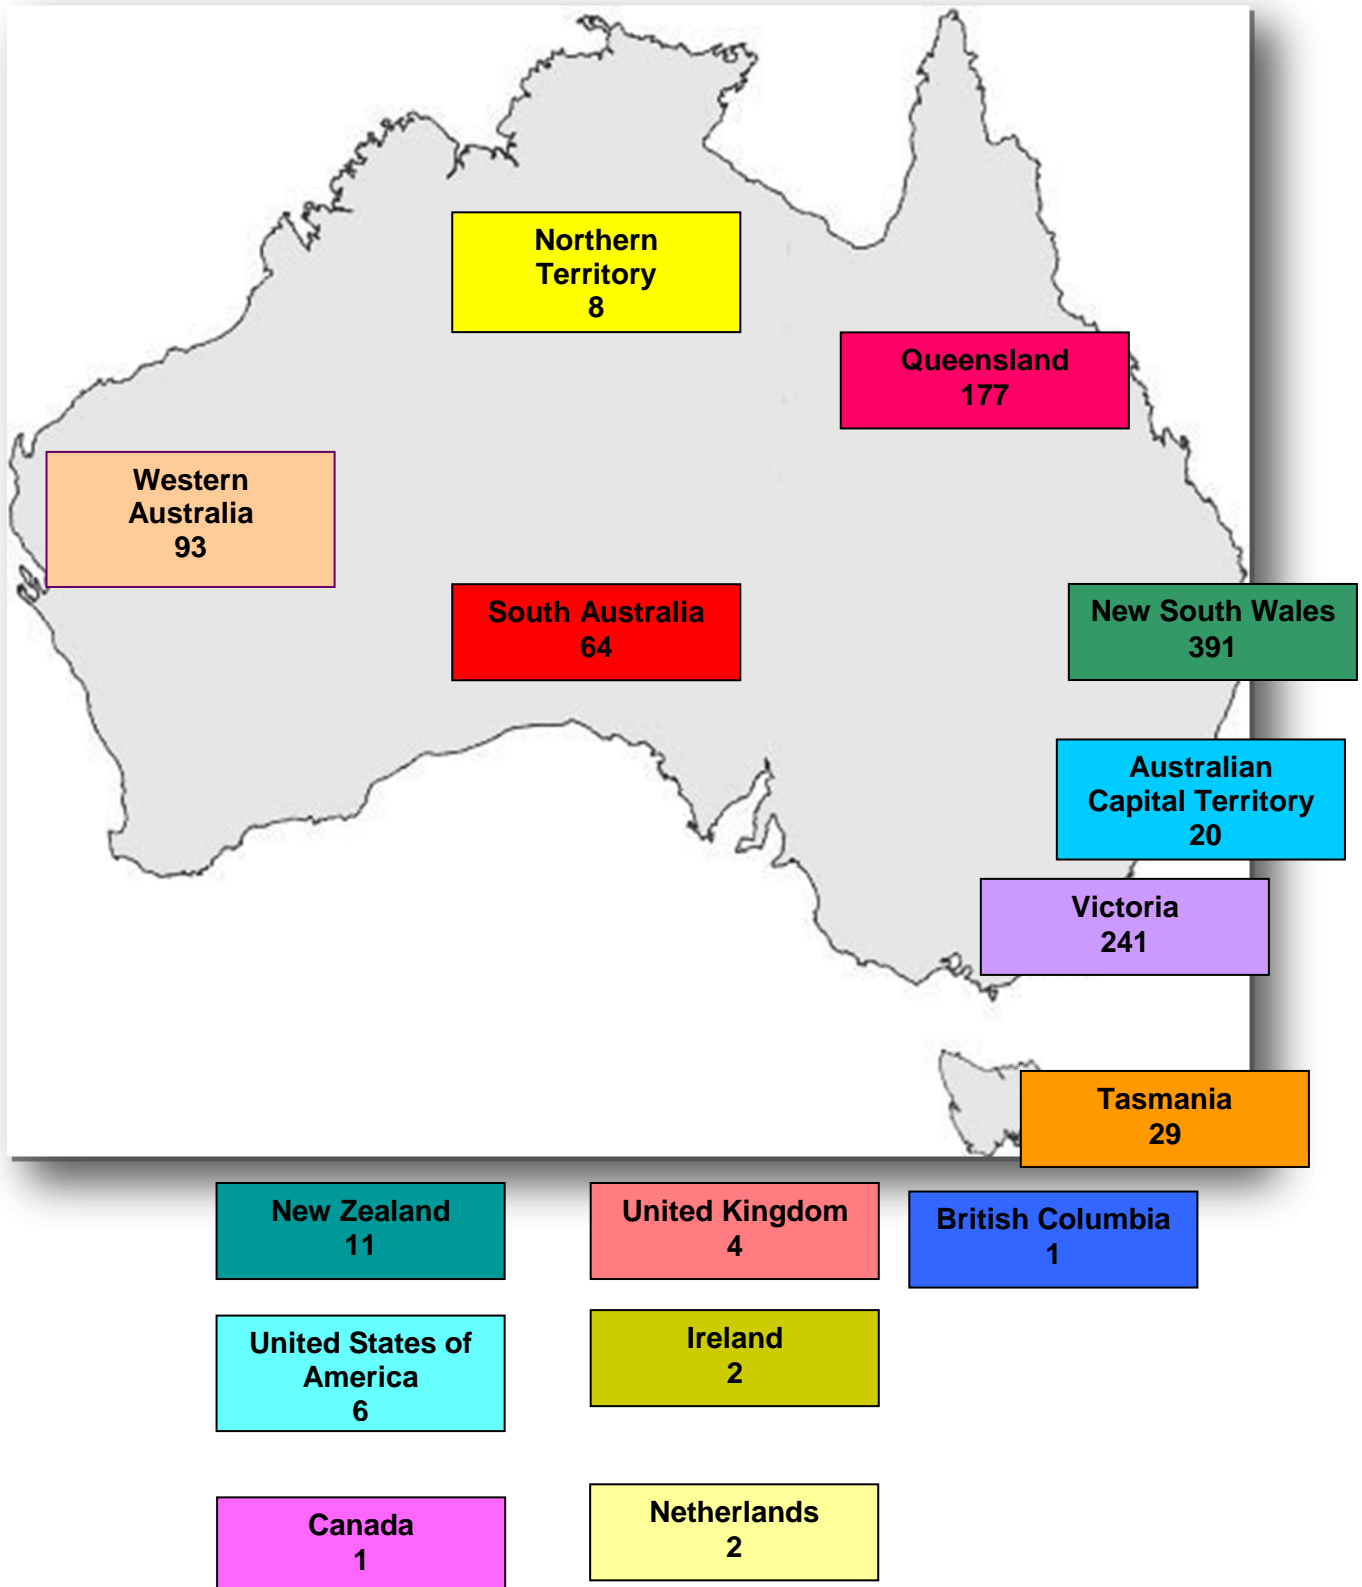 Northern
Territory
8
Queensland
177
Western
Australia
93
South Australia
64
New South Wales
391
Australian
Capital Territory
20
Victoria
241
Tasmania
29
New Zealand
11
United Kingdom
4
British Columbia
1
United States of
America
6
Ireland
2
Canada
1
Netherlands
2